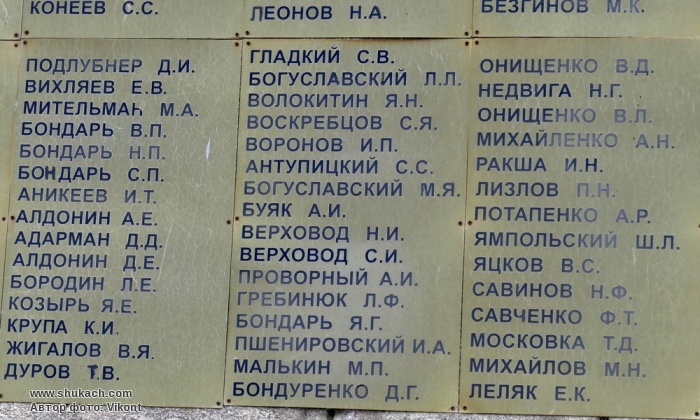 КОНЕЕВ С.С.
ПОДЛУБНЕР Д.И.
ВИХЛЯЕВ Е.В.
МИТЕЛЬМАН М.А.
БОНДАРЬ В.П.
БОНДАРЬ Н.П.
БОНДАРЬ С.П.
АНИКЕЕВ И.Т.
АЛДОНИН А.Е.
АДАРМАН Д.Д.
АЛДОНИН Д.Е.
БОРОДИН Л.Е.
КОЗЫРЬ Я.Е.
КРУПА К.И.
ЖИГАЛОВ В.Я.
ДУРОВ Т.В.
ЛЕОНОВ Н.А.
ГЛАДКИЙ С.В.
БОГУСЛАВСКИЙ Л.Л.
ВОЛОКИТИН Я.Н.
ВОСКРЕБЦОВ С.Я.
ВОРОНОВ И.П.
АНТУПИЦКИЙ С.С.
БОГУСЛАВСКИЙ М.Я.
БУЯК А.И.
ВЕРХОВОД Н.И.
ВЕРХОВОД С.И.
ПРОВОРНЫЙ А.И.
ГРЕБИНЮК Л.Ф.
БОНДАРЬ Я.Г.
ПШЕНИРОВСКИЙ И.А.
МАЛЬКИН М.П.
БОНДУРЕНКО Д.Г.
БЕЗГИНОВ М.К.
ОНИЩЕНКО В.Д.
НЕДВИГА Н.Г.
ОНИЩЕНКО В.Л.
МИХАЙЛЕНКО А.Н.
РАКША И.Н.
ЛИЗЛОВ П.Н.
ПОТАПЕНКО А.Р.
ЯМПОЛЬСКИЙ Ш.Л.
ЯЦКОВ В.С.
САВИНОВ Н.Ф.
САВЧЕНКО Ф.Т.
МОСКОВКА Т.Д.
МИХАЙЛОВ М.Н.
ЛЕЛЯК Е.К.
www.shukach.com
Автор фото: Vikont